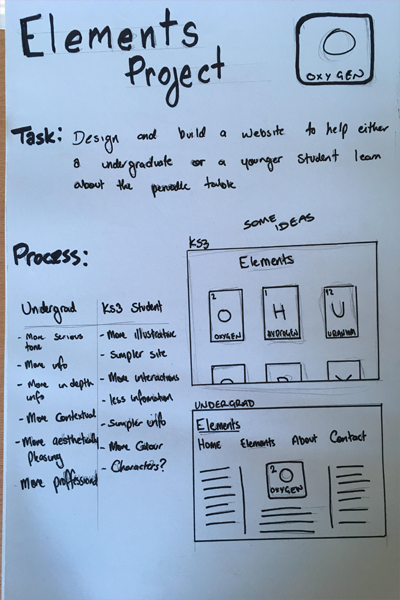 Elements
Project
O
OXYGEN
Task: Design and build a website to help either
a undergraduate or a younger student learn
about the periodic table
SOME IDEAS
Process:
Undergrad
- More serious
tone
- More info
- More in depth
info
- More Contextual
- More aesthetically
pleasing
More proffessional
KS3 Student
- More illustrative
- Simpler site
- More interactions
- less information
- Simpler info
- More Colour
- Characters?
KS3
Elements
2
O
OXYGEN
1
H
HYDROGEN
12
U
URANIUM
UNDERGRAD
Elements
Home Elements About Contact
2
O
OXYGEN